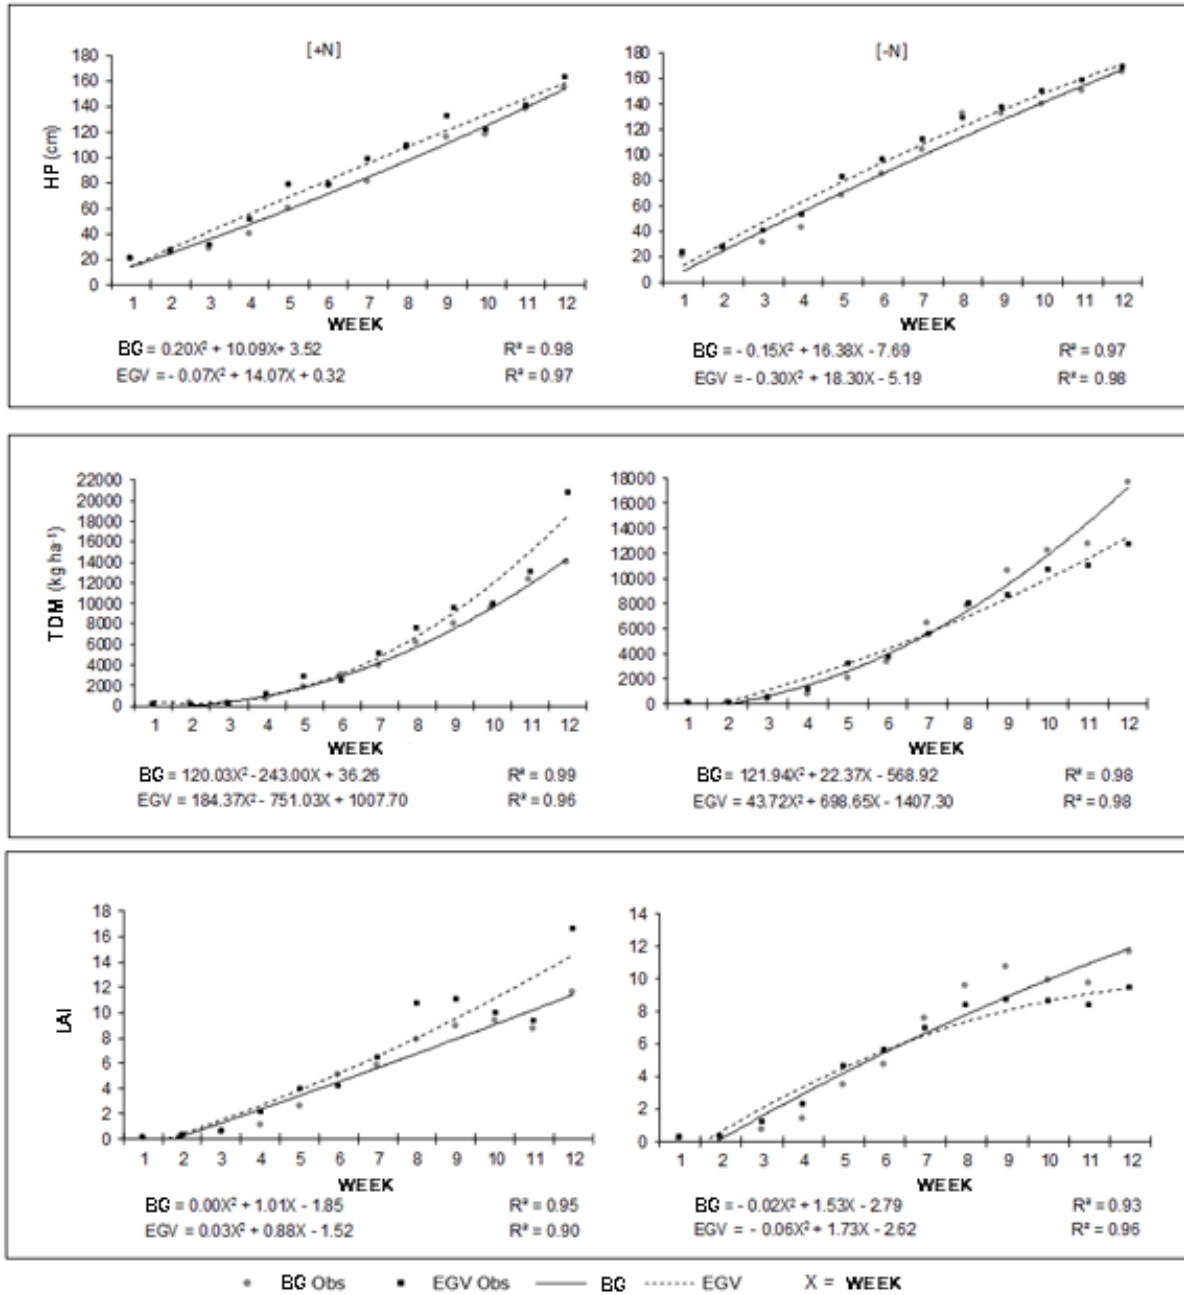 [+N]
180
160
140
120
100
80
60
40
20
0
HP (cm)
1 2 3 4 5 6 7 8 9 10 11 12
WEEK
BG = 0.20X² + 10.09X+ 3.52 Rª = 0.98
EGV = - 0.07X² + 14.07X + 0.32 Rª = 0.97
[-N]
180
160
140
120
100
80
60
40
20
0
1 2 3 4 5 6 7 8 9 10 11 12
WEEK
BG = - 0.15X² + 16.38X - 7.69 Rª = 0.97
EGV = - 0.30X² + 18.30X - 5.19 Rª = 0.98
22000
20000
18000
16000
14000
12000
10000
8000
6000
4000
2000
0
TDM (kg ha⁻¹)
1 2 3 4 5 6 7 8 9 10 11 12
WEEK
BG = 120.03X² - 243.00X + 36.26 Rª = 0.99
EGV = 184.37X² - 751.03X + 1007.70 Rª = 0.96
18000
16000
14000
12000
10000
8000
6000
4000
2000
0
1 2 3 4 5 6 7 8 9 10 11 12
WEEK
BG = 121.94X² + 22.37X - 568.92 Rª = 0.98
EGV = 43.72X² + 698.65X - 1407.30 Rª = 0.98
18
16
14
12
10
8
6
4
2
0
LAI
1 2 3 4 5 6 7 8 9 10 11 12
WEEK
BG = 0.00X² + 1.01X - 1.85 Rª = 0.95
EGV = 0.03X² + 0.88X - 1.52 Rª = 0.90
14
12
10
8
6
4
2
0
1 2 3 4 5 6 7 8 9 10 11 12
WEEK
BG = - 0.02X² + 1.53X - 2.79 Rª = 0.93
EGV = - 0.06X² + 1.73X - 2.62 Rª = 0.96
BG Obs EGV Obs BG EGV X = WEEK